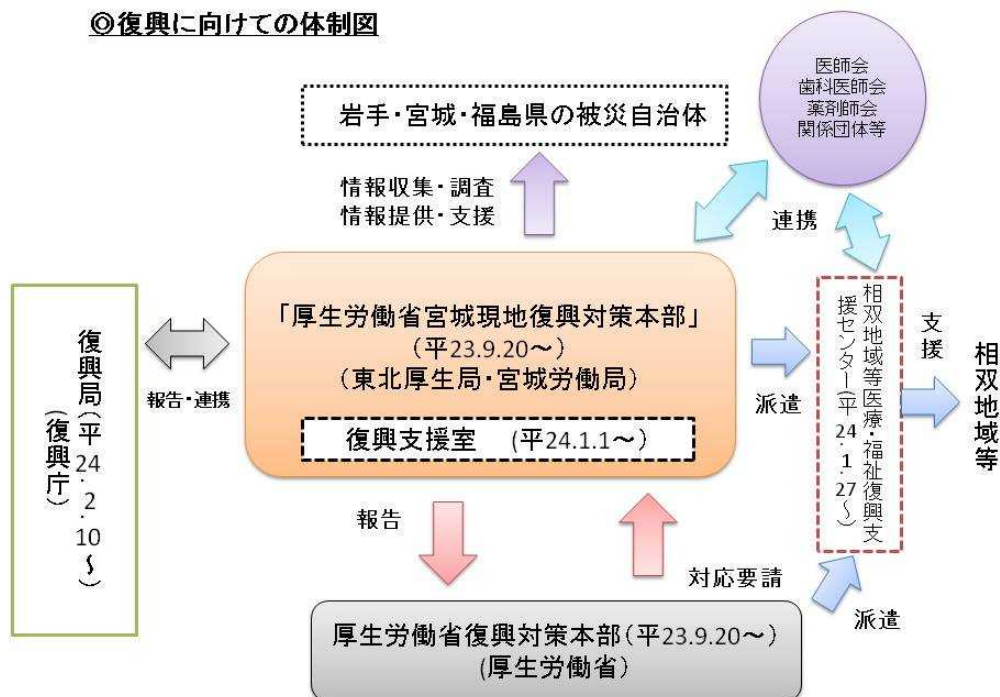 ◎復興に向けての体制図
医師会
歯科医師会
薬剤師会
関係団体等
岩手・宮城・福島県の被災自治体
情報収集・調査
情報提供・支援
連携
「厚生労働省宮城現地復興対策本部」
(平23.9.20～)
(東北厚生局・宮城労働局)
復興支援室　(平24.1.1～)
復興局(平24.2.10～)
(復興庁)
報告・連携
派遣
相双地域等医療・福祉復興支
援センター(平24.1.27～)
支援
相双地域等
報告
対応要請
派遣
厚生労働省復興対策本部(平23.9.20～)
(厚生労働省)